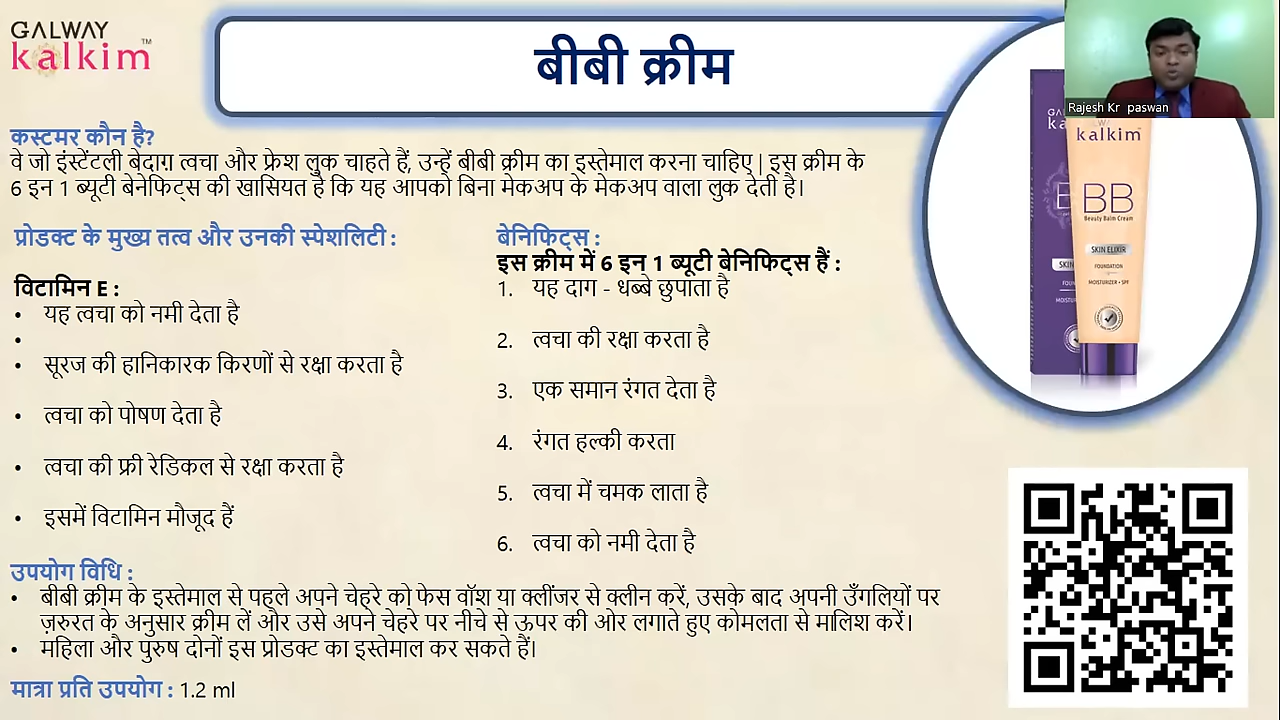 GALWAY
kalkim™
बीबी क्रीम
Rajesh Kr paswan
कस्टमर कौन है?
वे जो इंस्टेंटली बेदाग़ त्वचा और फ्रेश लुक चाहते हैं, उन्हें बीबी क्रीम का इस्तेमाल करना चाहिए | इस क्रीम के
6 इन 1 ब्यूटी बेनेफिट्स की खासियत है कि यह आपको बिना मेकअप के मेकअप वाला लुक देती है।
प्रोडक्ट के मुख्य तत्व और उनकी स्पेशलिटी :
विटामिन E :
• यह त्वचा को नमी देता है
•
• सूरज की हानिकारक किरणों से रक्षा करता है
• त्वचा को पोषण देता है
• त्वचा की फ्री रेडिकल से रक्षा करता है
• इसमें विटामिन मौजूद हैं
बेनिफिट्स :
इस क्रीम में 6 इन 1 ब्यूटी बेनिफिट्स हैं :
1. यह दाग - धब्बे छुपाता है
2. त्वचा की रक्षा करता है
3. एक समान रंगत देता है
4. रंगत हल्की करता
5. त्वचा में चमक लाता है
6. त्वचा को नमी देता है
kalkim
BB
Beauty Balm Cream
SKIN ELIXIR
FOUNDATION
MOISTURIZER • SPF
उपयोग विधि :
• बीबी क्रीम के इस्तेमाल से पहले अपने चेहरे को फेस वॉश या क्लींजर से क्लीन करें, उसके बाद अपनी उँगलियों पर
ज़रुरत के अनुसार क्रीम लें और उसे अपने चेहरे पर नीचे से ऊपर की ओर लगाते हुए कोमलता से मालिश करें।
• महिला और पुरुष दोनों इस प्रोडक्ट का इस्तेमाल कर सकते हैं।
मात्रा प्रति उपयोग : 1.2 ml